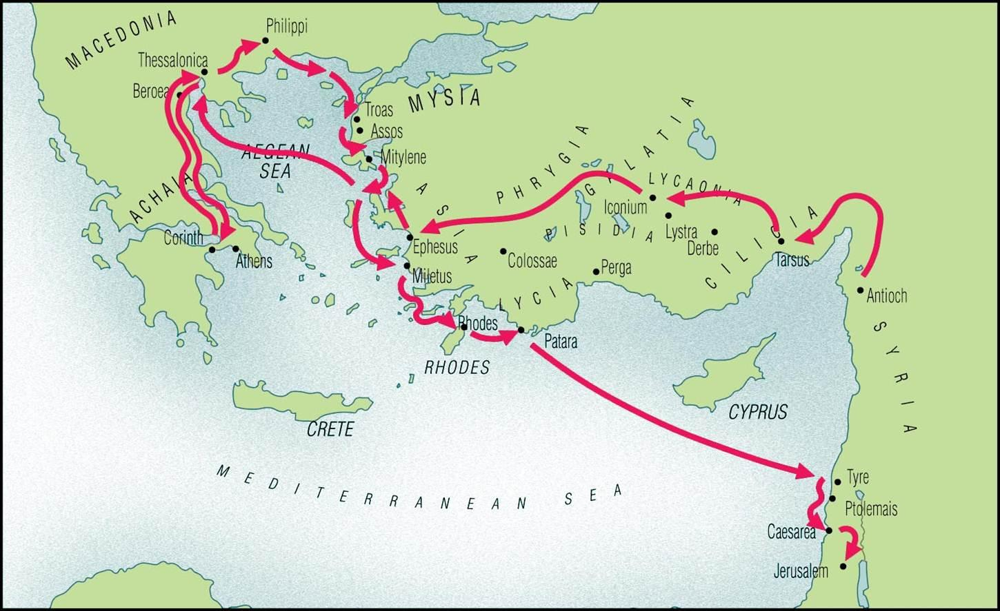 MACEDONIA
Philippi
Thessalonica
Beroea
MYSIA
Troas
Assos
Mitylene
AEGEAN
SEA
ACHAIA
ASIA
PHRYGIA
GALATIA
LYCAONIA
Iconium
Lystra
Derbe
PISIDIA
CILICIA
Tarsus
Antioch
SYRIA
Corinth
Athens
Ephesus
Colossae
Miletus
Perga
LYCIA
Rhodes
Patara
RHODES
CRETE
CYPRUS
MEDITERRANEAN SEA
Tyre
Ptolemais
Caesarea
Jerusalem